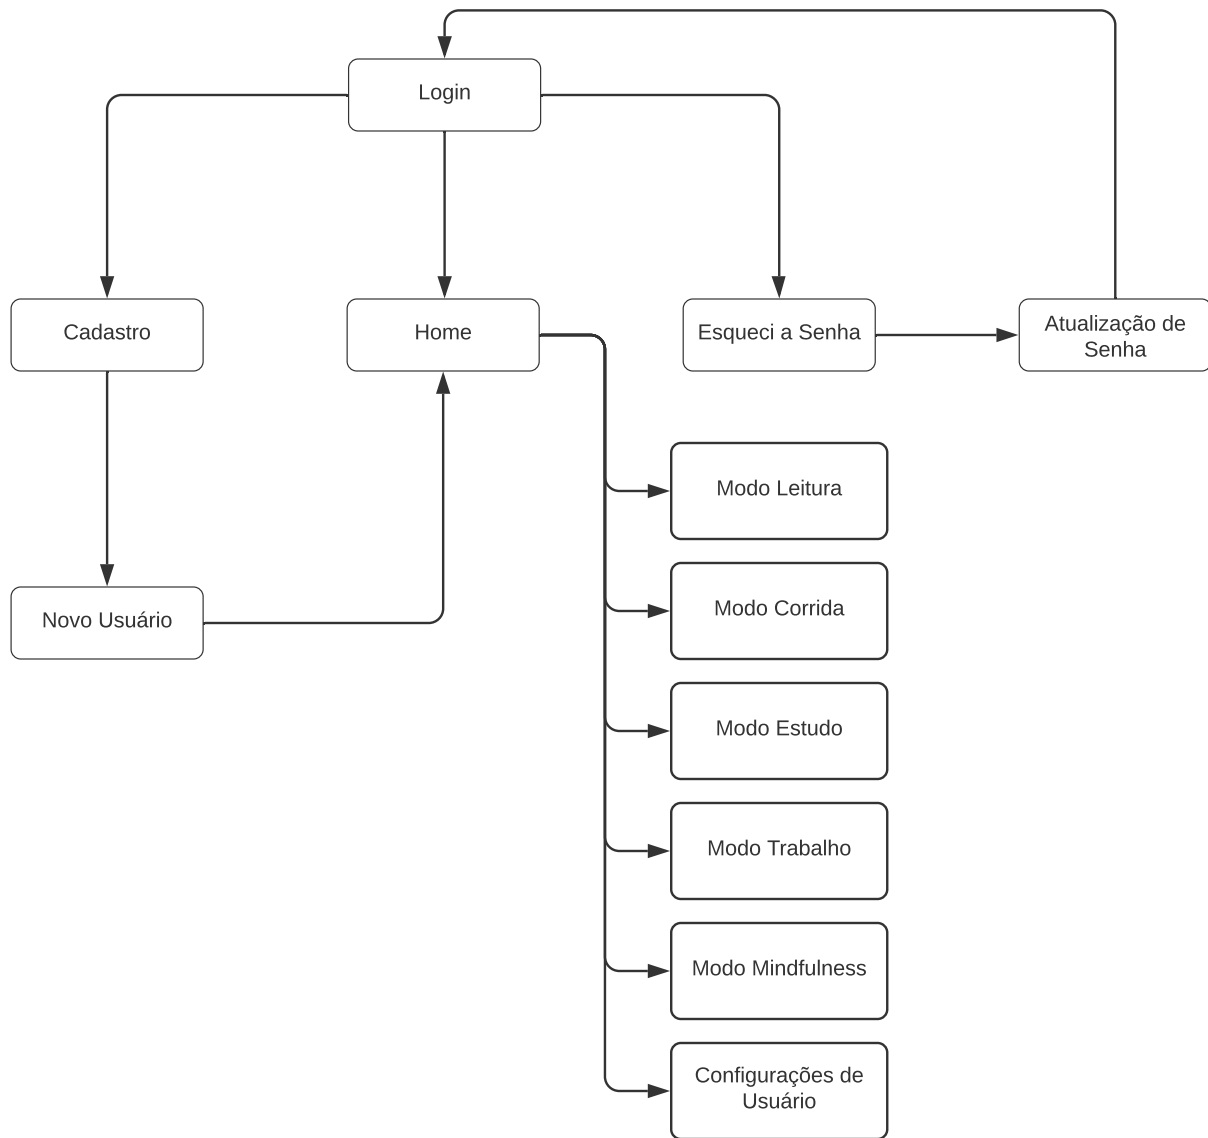 Login
Cadastro
Home
Esqueci a Senha
Atualização de
Senha
Modo Leitura
Modo Corrida
Novo Usuário
Modo Estudo
Modo Trabalho
Modo Mindfulness
Configurações de
Usuário